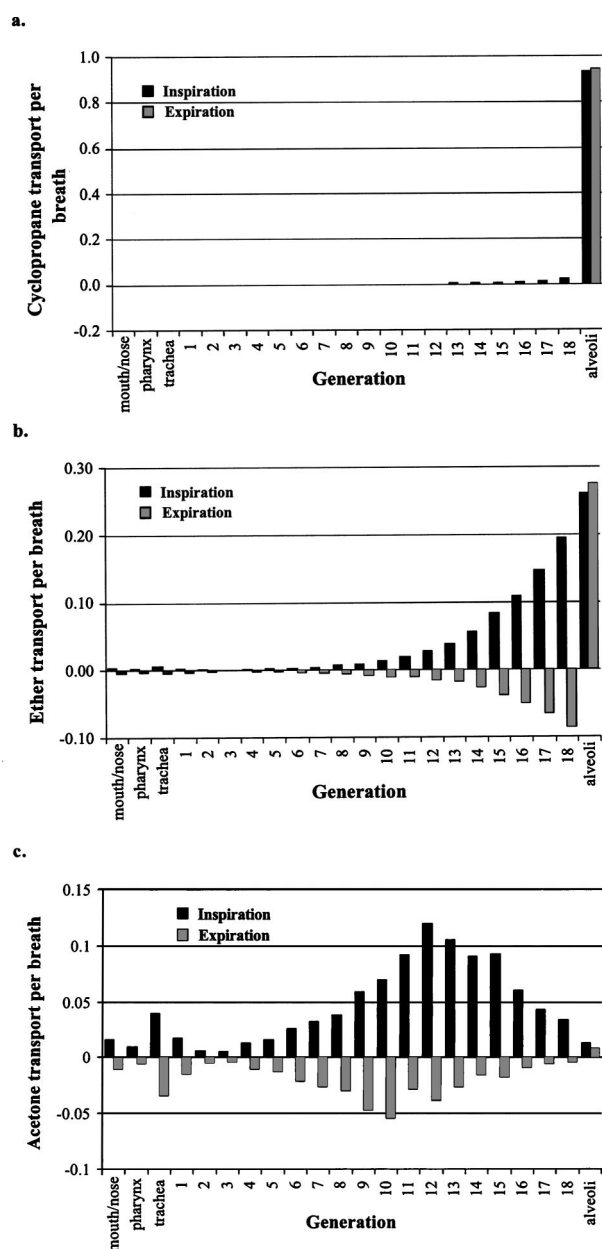 a.
Cyclopropane transport per
breath
1.0
0.8
0.6
0.4
0.2
0.0
-0.2
Inspiration
Expiration
mouth/nose
pharynx
trachea
1
2
3
4
5
6
7
8
9
10
11
12
13
14
15
16
17
18
alveoli
Generation
b.
Ether transport per breath
0.30
0.20
0.10
0.00
-0.10
Inspiration
Expiration
mouth/nose
pharynx
trachea
1
2
3
4
5
6
7
8
9
10
11
12
13
14
15
16
17
18
alveoli
Generation
c.
Acetone transport per breath
0.15
0.1
0.05
0
-0.05
-0.1
Inspiration
Expiration
mouth/nose
pharynx
trachea
1
2
3
4
5
6
7
8
9
10
11
12
13
14
15
16
17
18
alveoli
Generation